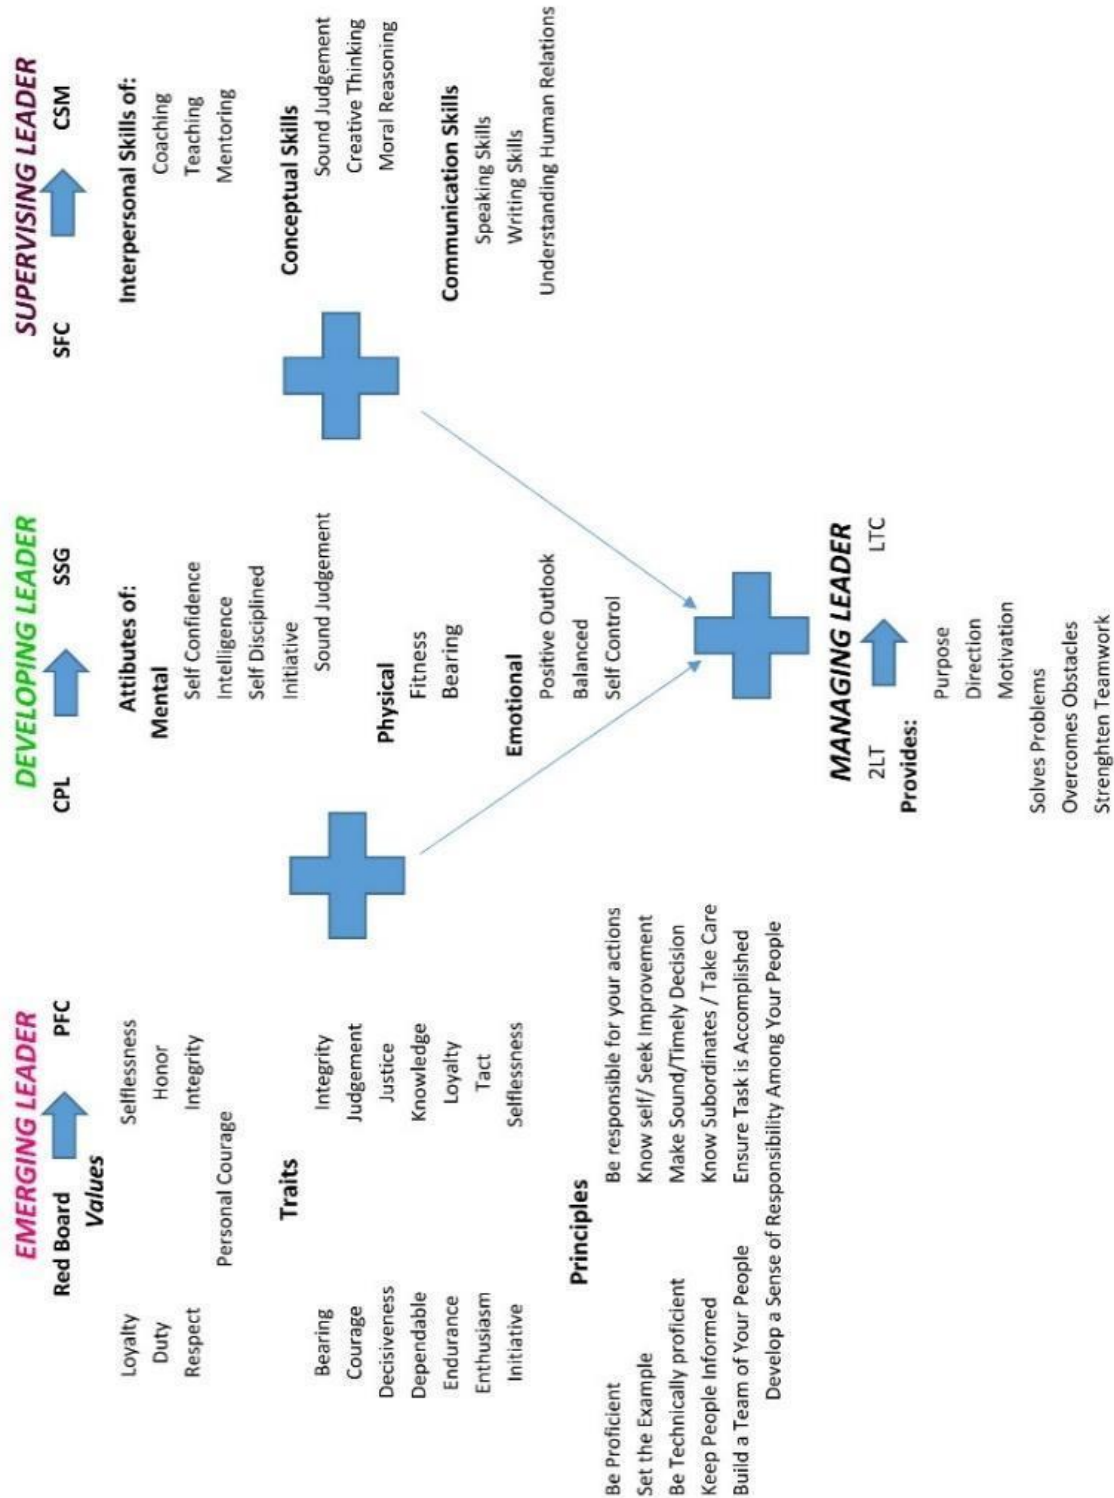 EMERGING LEADER
Red Board PFC
Values
Loyalty Selflessness
Duty Honor
Respect Integrity
Personal Courage
Traits
Bearing Integrity
Courage Judgement
Decisiveness Justice
Dependable Knowledge
Endurance Loyalty
Enthusiasm Tact
Initiative Selflessness
Principles
Be Proficient Be responsible for your actions
Set the Example Know self/ Seek Improvement
Be Technically proficient Make Sound/Timely Decision
Keep People Informed Know Subordinates / Take Care
Build a Team of Your People Ensure Task is Accomplished
Develop a Sense of Responsibility Among Your People
DEVELOPING LEADER
CPL SSG
Attibutes of:
Mental
Self Confidence
Intelligence
Self Disciplined
Initiative
Sound Judgement
Physical
Fitness
Bearing
Emotional
Positive Outlook
Balanced
Self Control
SUPERVISING LEADER
SFC CSM
Interpersonal Skills of:
Coaching
Teaching
Mentoring
Conceptual Skills
Sound Judgement
Creative Thinking
Moral Reasoning
Communication Skills
Speaking Skills
Writing Skills
Understanding Human Relations
MANAGING LEADER
2LT LTC
Provides:
Purpose
Direction
Motivation
Solves Problems
Overcomes Obstacles
Strenghten Teamwork